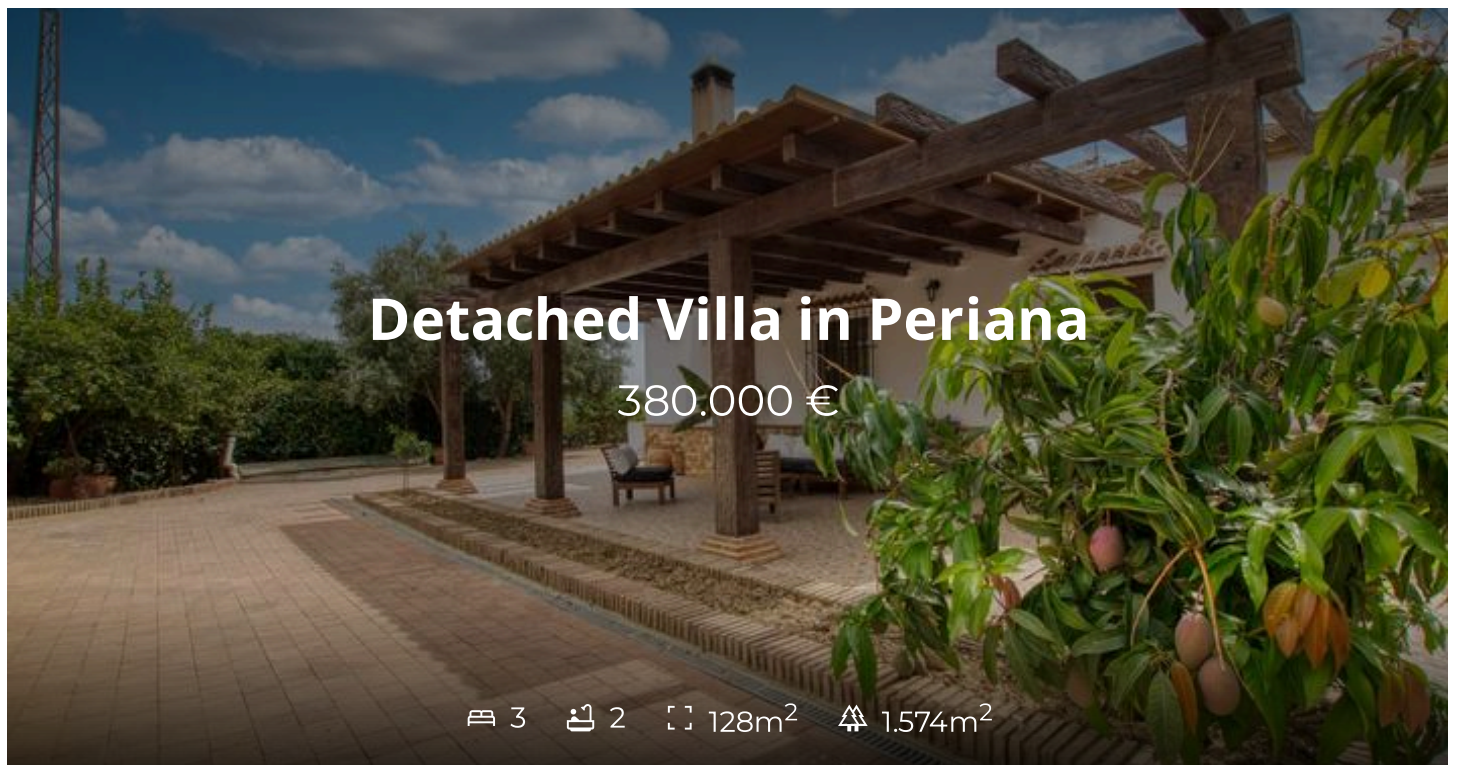 Detached Villa in Periana
380.000 €
3 2 128m² 1.574m²